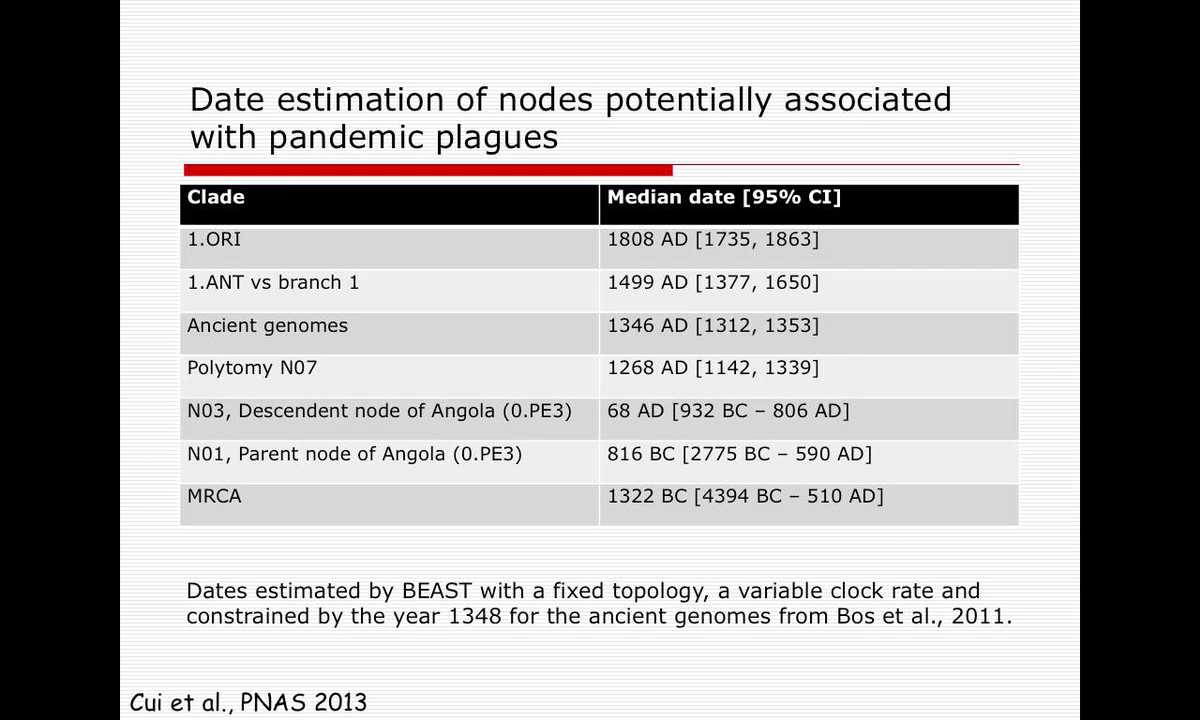 Date estimation of nodes potentially associated
with pandemic plagues
Clade Median date [95% CI]
1.ORI 1808 AD [1735, 1863]
1.ANT vs branch 1 1499 AD [1377, 1650]
Ancient genomes 1346 AD [1312, 1353]
Polytomy N07 1268 AD [1142, 1339]
N03, Descendent node of Angola (0.PE3) 68 AD [932 BC – 806 AD]
N01, Parent node of Angola (0.PE3) 816 BC [2775 BC – 590 AD]
MRCA 1322 BC [4394 BC – 510 AD]
Dates estimated by BEAST with a fixed topology, a variable clock rate and
constrained by the year 1348 for the ancient genomes from Bos et al., 2011.
Cui et al., PNAS 2013